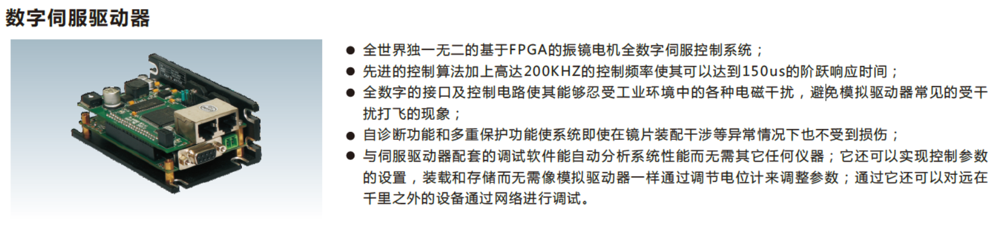 数字伺服驱动器
● 全世界独一无二的基于FPGA的振镜电机全数字伺服控制系统；
● 先进的控制算法加上高达200KHZ的控制频率使其可以达到150us的阶跃响应时间；
● 全数字的接口及控制电路使其能够忍受工业环境中的各种电磁干扰，避免模拟驱动器常见的受干
扰打飞的现象；
● 自诊断功能和多重保护功能使系统即使在镜片装配干涉等异常情况下也不受到损伤；
● 与伺服驱动器配套的调试软件能自动分析系统性能而无需其它任何仪器；它还可以实现控制参数
的设置，装载和存储而无需像模拟驱动器一样通过调节电位计来调整参数；通过它还可以对远在
千里之外的设备通过网络进行调试。